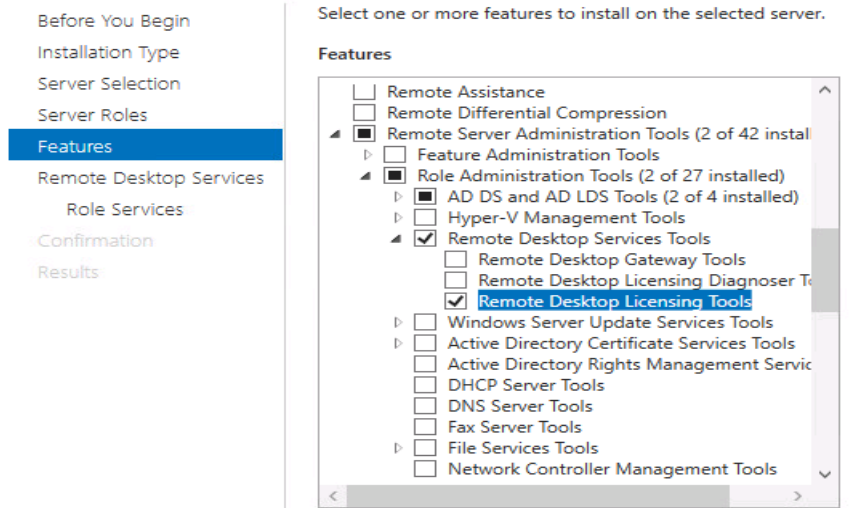 Before You Begin
Installation Type
Server Selection
Server Roles
Features
Remote Desktop Services
Role Services
Confirmation
Results
Select one or more features to install on the selected server.
Features
Remote Assistance
Remote Differential Compression
Remote Server Administration Tools (2 of 42 instal
Feature Administration Tools
Role Administration Tools (2 of 27 installed)
AD DS and AD LDS Tools (2 of 4 installed)
Hyper-V Management Tools
Remote Desktop Services Tools
Remote Desktop Gateway Tools
Remote Desktop Licensing Diagnoser To
Remote Desktop Licensing Tools
Windows Server Update Services Tools
Active Directory Certificate Services Tools
Active Directory Rights Management Servic
DHCP Server Tools
DNS Server Tools
Fax Server Tools
File Services Tools
Network Controller Management Tools